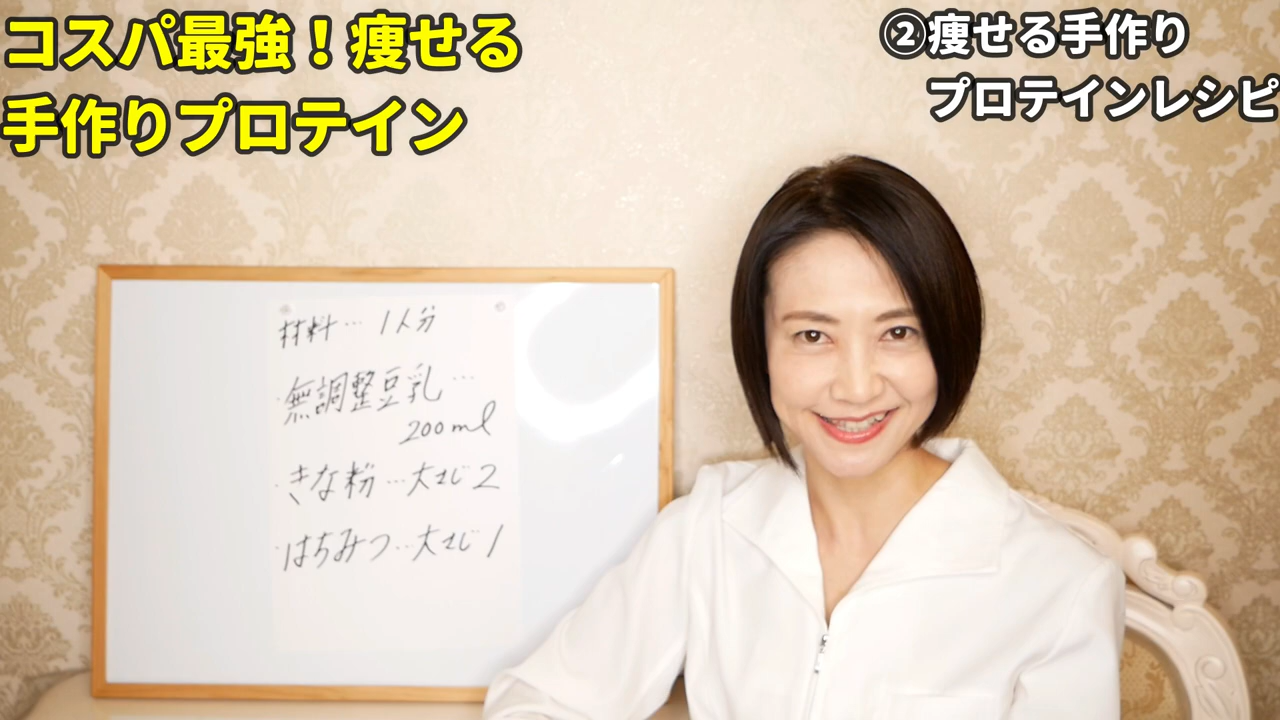 コスパ最強！痩せる
手作りプロテイン
②痩せる手作り
プロテインレシピ
材料…1人分
・無調整豆乳…
200ml
・きな粉…大さじ2
・はちみつ…大さじ1